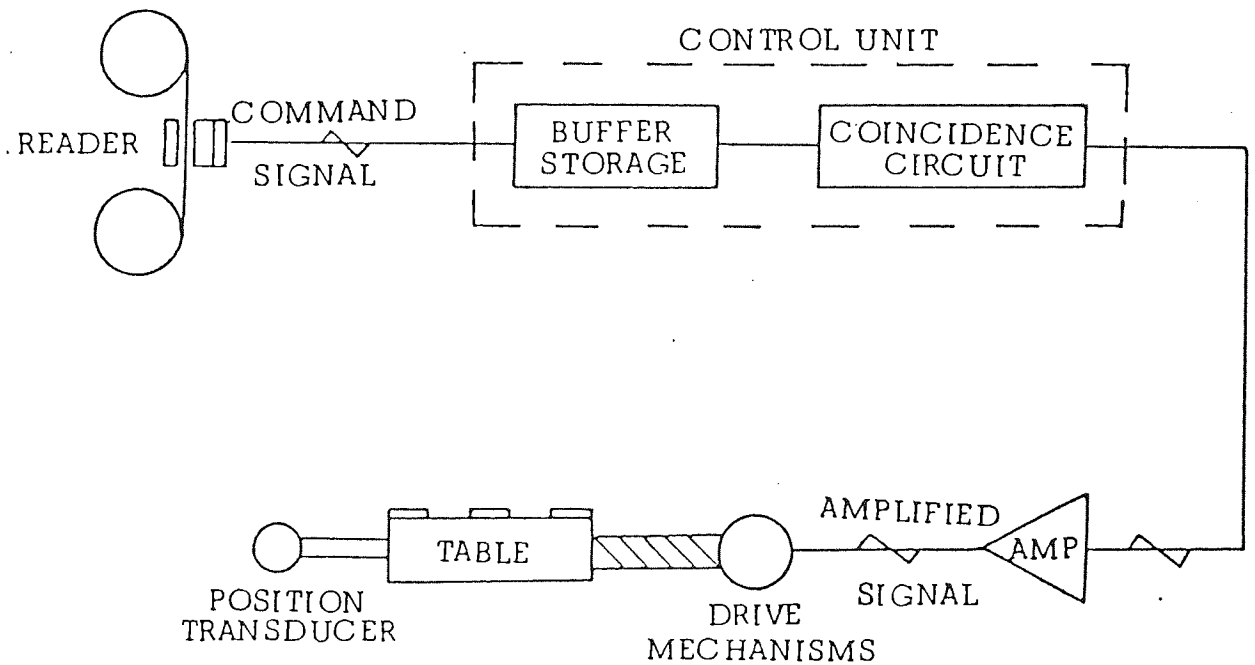 CONTROL UNIT
READER
COMMAND
SIGNAL
BUFFER
STORAGE
COINCIDENCE
CIRCUIT
AMPLIFIED
SIGNAL
AMP
TABLE
POSITION
TRANSDUCER
DRIVE
MECHANISMS